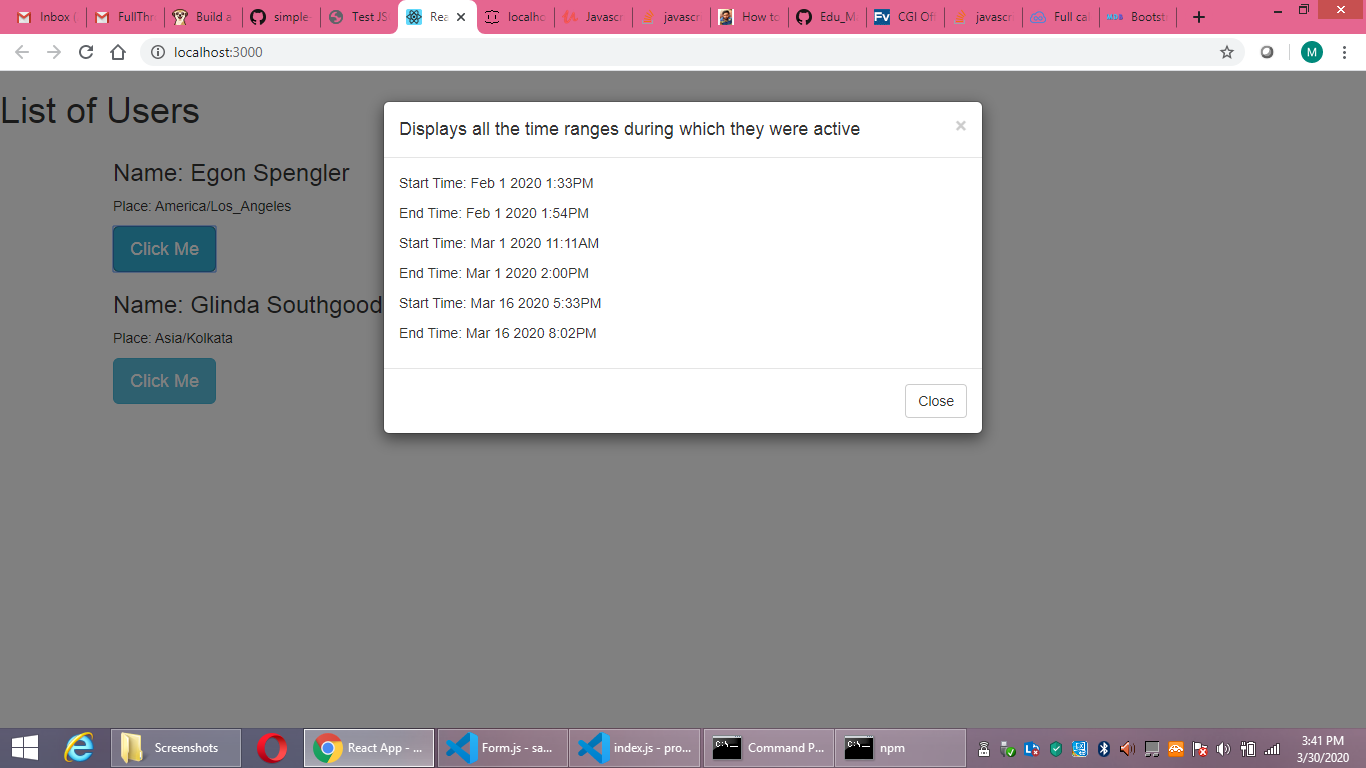 Inbox (
FullThr
Build a
simple
Test JS
Rea
localho
Javascr
javascri
How to
Edu_M
CGI Off
javascri
Full cal
Bootstr
localhost:3000
M
List of Users
Name: Egon Spengler
Place: America/Los_Angeles
Click Me
Name: Glinda Southgood
Place: Asia/Kolkata
Click Me
Displays all the time ranges during which they were active
×
Start Time: Feb 1 2020 1:33PM
End Time: Feb 1 2020 1:54PM
Start Time: Mar 1 2020 11:11AM
End Time: Mar 1 2020 2:00PM
Start Time: Mar 16 2020 5:33PM
End Time: Mar 16 2020 8:02PM
Close
Screenshots
React App - ...
Form.js - sa...
index.js - pro...
Command P...
npm
3:41 PM
3/30/2020